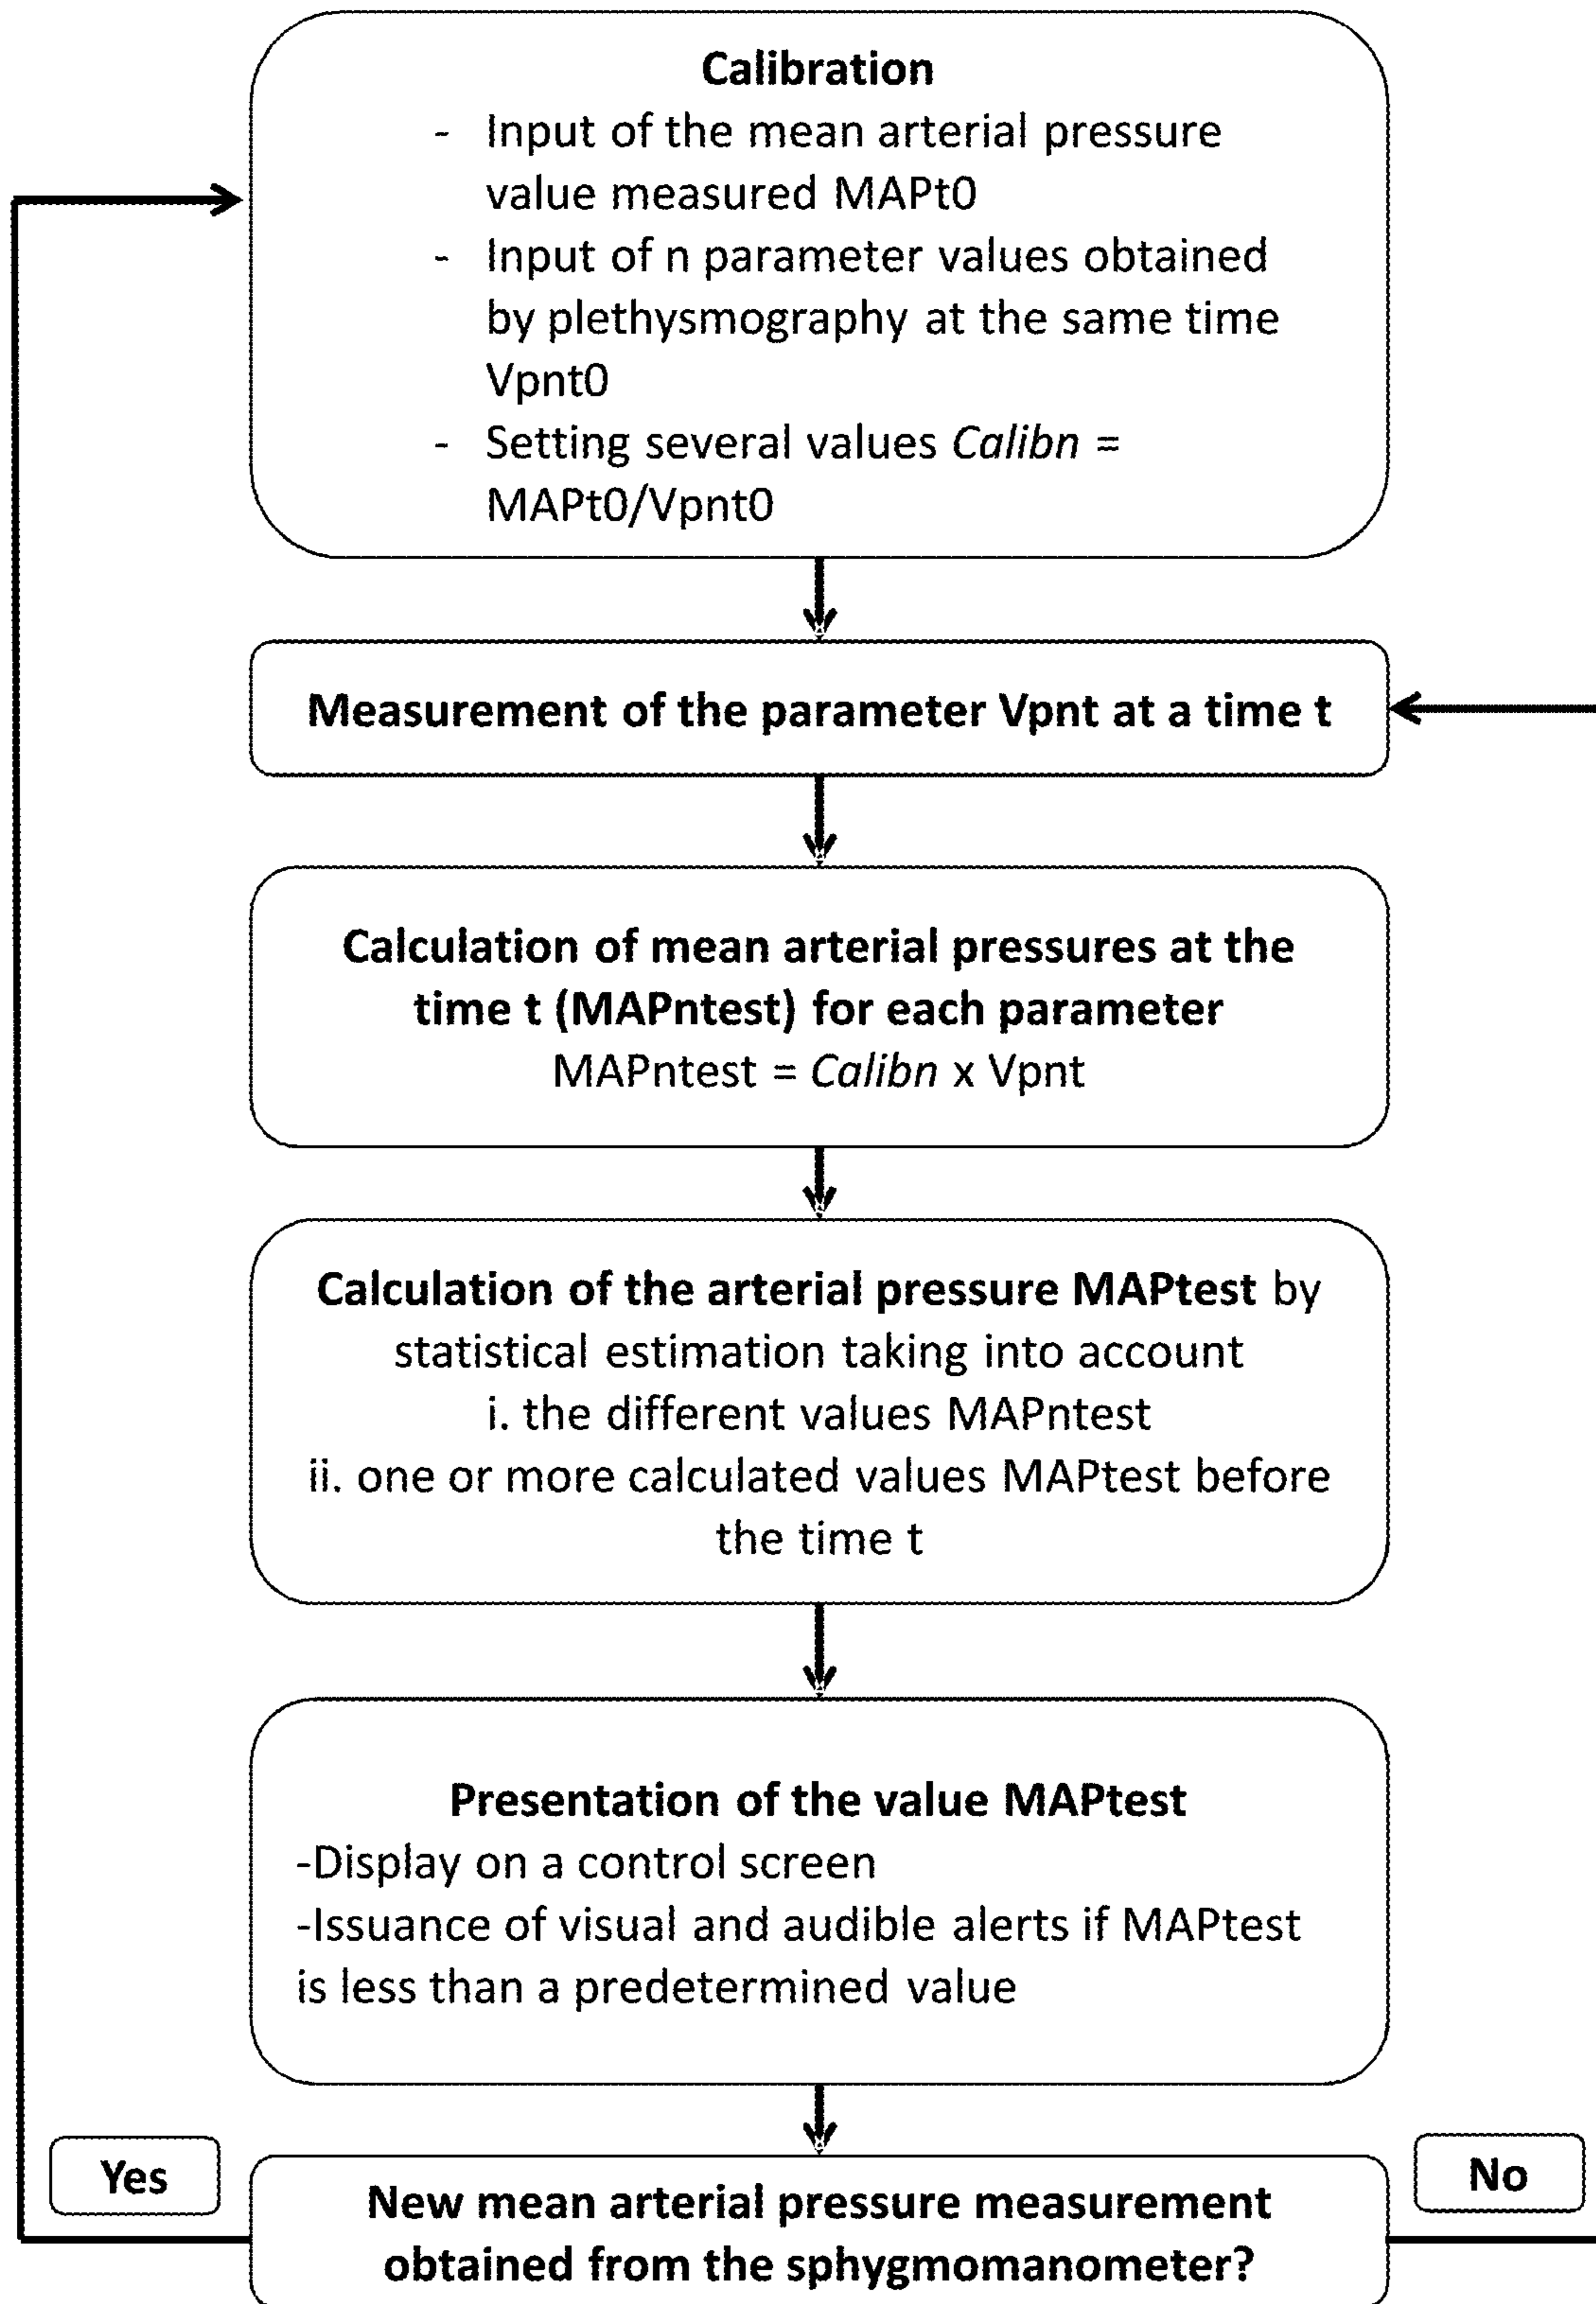 Calibration
- Input of the mean arterial pressure
value measured MAPt0
- Input of n parameter values obtained
by plethysmography at the same time
Vpnt0
- Setting several values Calibn =
MAPt0/Vpnt0
Measurement of the parameter Vpnt at a time t
Calculation of mean arterial pressures at the
time t (MAPntest) for each parameter
MAPntest = Calibn x Vpnt
Calculation of the arterial pressure MAPtest by
statistical estimation taking into account
i. the different values MAPntest
ii. one or more calculated values MAPtest before
the time t
Presentation of the value MAPtest
-Display on a control screen
-Issuance of visual and audible alerts if MAPtest
is less than a predetermined value
Yes
No
New mean arterial pressure measurement
obtained from the sphygmomanometer?